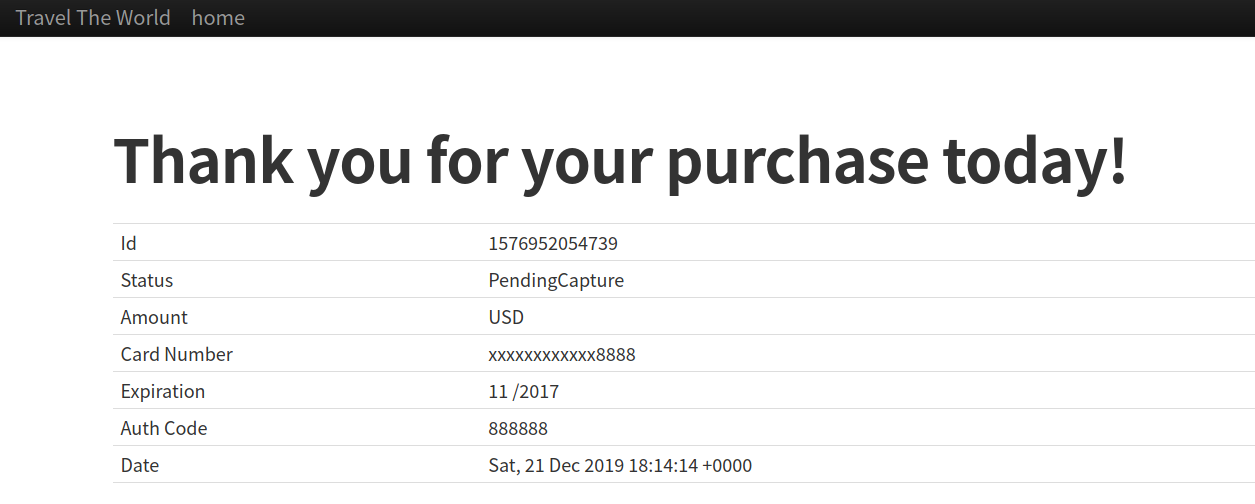 Travel The World home
Thank you for your purchase today!
Id 1576952054739
Status PendingCapture
Amount USD
Card Number xxxxxxxxxxxx8888
Expiration 11 /2017
Auth Code 888888
Date Sat, 21 Dec 2019 18:14:14 +0000